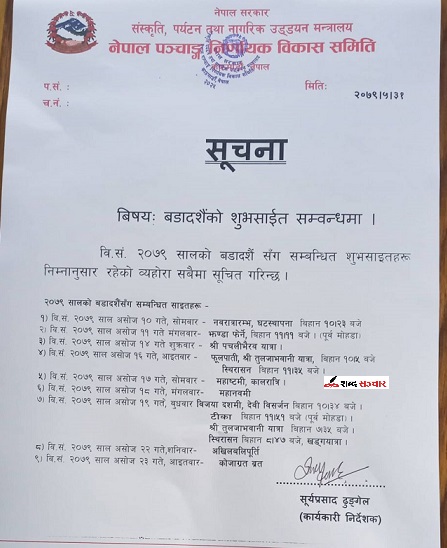 नेपाल सरकार
संस्कृति, पर्यटन तथा नागरिक उड्डयन मन्त्रालय
नेपाल पञ्चाङ्ग निर्णायक विकास समिति
नेपाल
प.सं. :
मितिः २०७९।५।३१
च.नं. :
सूचना
बिषयः बडादशैंको शुभसाईत सम्वन्धमा ।
वि.सं. २०७९ सालको बडादशैं सँग सम्बन्धित शुभसाइतहरू
निम्नानुसार रहेको व्यहोरा सबैमा सूचित गरिन्छ ।
२०७९ सालको बडादशैंसँग सम्बन्धित साइतहरू -
१) वि.सं. २०७९ साल असोज १० गते, सोमवार - नवरात्रारम्भ, घटस्थापना बिहान १०।२३ बजे
२) वि.सं. २०७९ साल असोज ११ गते मंगलवार- झण्डा फेर्ने, बिहान ११।११ बजे । (पूर्व मोहडा)
३) वि.सं. २०७९ साल असोज १४ गते शुक्रबार - श्री पचलीभैरव यात्रा ।
४) वि.सं. २०७९ साल असोज १६ गते, आइतवार - फूलपाती, श्री तुलजाभवानी यात्रा, बिहान १०।५
स्थिरासन बिहान ११।३५ बजे ।
५) वि.सं. २०७९ साल असोज १७ गते, सोमवार - महाष्टमी, कालरात्रि ।
शब्द सञ्चार
६) वि.सं. २०७९ साल असोज १८ गते, मंगलवार - महानवमी
७) वि.सं. २०७९ साल असोज १९ गते, बुधवार बिजया दशमी, देवी विसर्जन बिहान १०।३४ बजे ।
टीका बिहान ११।५१ बजे । (पूर्व मोहडा)
श्री तुलजाभवानी यात्रा बिहान ७।३५ बजे ।
स्थिरासन बिहान ८।४७ बजे, खड्गयात्रा ।
८) वि.सं. २०७९ साल असोज २२ गते,शनिवार - अखिलबलिपूर्ति
९) वि.सं. २०७९ साल असोज २३ गते, आइतवार - कोजाग्रत ब्रत
सूर्यप्रसाद ढुङ्गेल
(कार्यकारी निर्देशक)